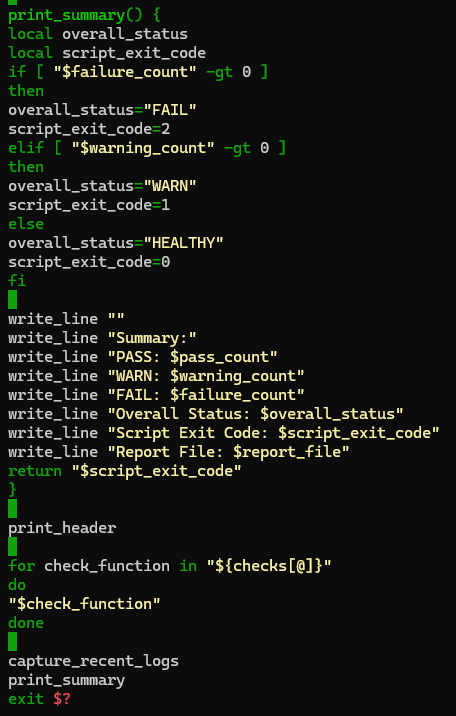 print_summary() {
local overall_status
local script_exit_code
if [ "$failure_count" -gt 0 ]
then
overall_status="FAIL"
script_exit_code=2
elif [ "$warning_count" -gt 0 ]
then
overall_status="WARN"
script_exit_code=1
else
overall_status="HEALTHY"
script_exit_code=0
fi
write_line ""
write_line "Summary:"
write_line "PASS: $pass_count"
write_line "WARN: $warning_count"
write_line "FAIL: $failure_count"
write_line "Overall Status: $overall_status"
write_line "Script Exit Code: $script_exit_code"
write_line "Report File: $report_file"
return "$script_exit_code"
}
print_header
for check_function in "${checks[@]}"
do
"$check_function"
done
capture_recent_logs
print_summary
exit $?